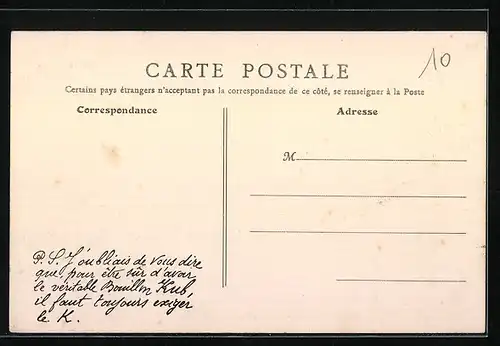 10
CARTE POSTALE
Certains pays étrangers n'acceptant pas la correspondance de ce côté, se renseigner à la Poste
Correspondance
Adresse
M
P. S. J'oubliais de vous dire
que, pour être sûr d'avoir
le véritable Bouillon Kub,
il faut toujours exiger
le K.